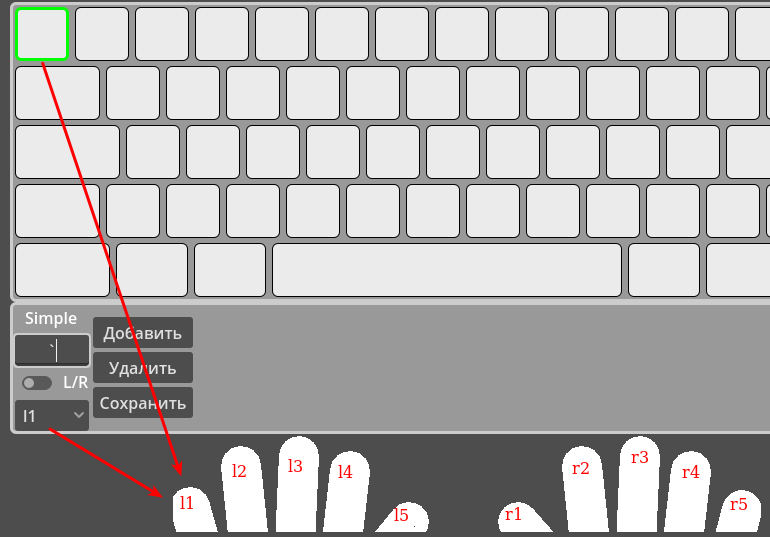 Simple
`
L/R
l1
Добавить
Удалить
Сохранить
l1
l2
l3
l4
l5
r1
r2
r3
r4
r5